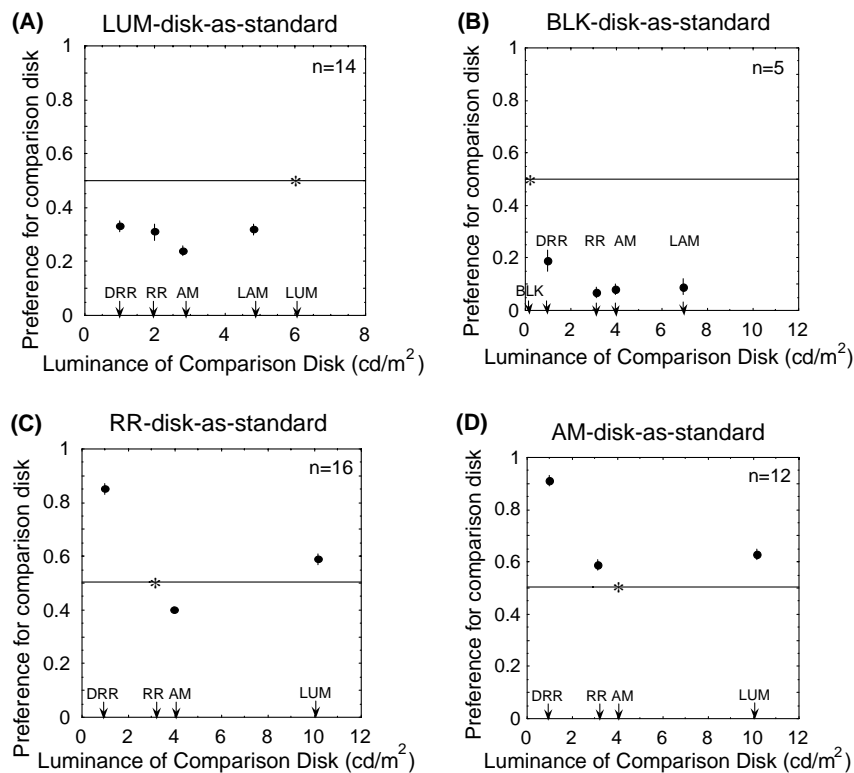 (A)
LUM-disk-as-standard
1
0.8
0.6
0.4
0.2
0
n=14
*
DRR RR AM LAM LUM
0 2 4 6 8
Preference for comparison disk
Luminance of Comparison Disk (cd/m²)
(B)
BLK-disk-as-standard
1
0.8
0.6
0.4
0.2
0
n=5
*
DRR RR AM LAM
BLK
0 2 4 6 8 10 12
Preference for comparison disk
Luminance of Comparison Disk (cd/m²)
(C)
RR-disk-as-standard
1
0.8
0.6
0.4
0.2
0
n=16
*
DRR RR AM LUM
0 2 4 6 8 10 12
Preference for comparison disk
Luminance of Comparison Disk (cd/m²)
(D)
AM-disk-as-standard
1
0.8
0.6
0.4
0.2
0
n=12
*
DRR RR AM LUM
0 2 4 6 8 10 12
Preference for comparison disk
Luminance of Comparison Disk (cd/m²)